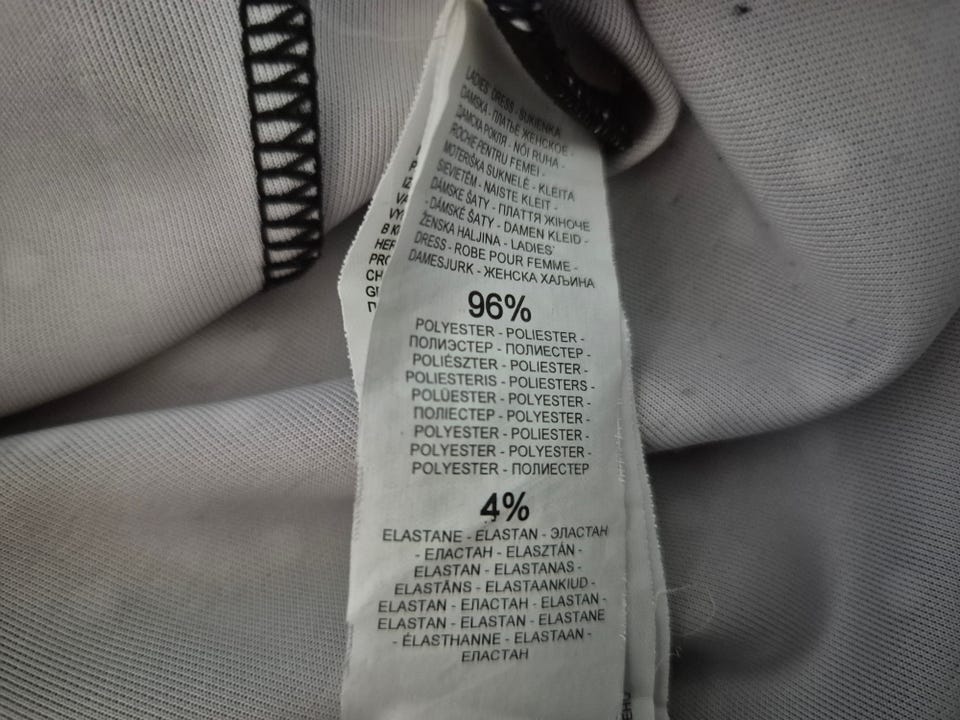 LADIES' DRESS - SUKIENKA
DAMSKA - ПЛАТЬЕ ЖЕНСКОЕ -
ДАМСКА РОКЛЯ - NŐI RUHA -
ROCHIE PENTRU FEMEI -
MOTERIŠKA SUKNELĖ - KLEITA
SIEVIETĒM - NAISTE KLEIT -
DÁMSKE ŠATY - ПЛАТТЯ ЖІНОЧЕ
- DÁMSKÉ ŠATY - DAMEN KLEID -
ŽENSKA HALJINA - LADIES'
DRESS - ROBE POUR FEMME -
DAMESJURK - ЖЕНСКА ХАЉИНА
96%
POLYESTER - POLIESTER -
ПОЛИЭСТЕР - ПОЛИЕСТЕР -
POLIÉSZTER - POLIESTER -
POLIESTERIS - POLIESTERS -
POLÜESTER - POLYESTER -
ПОЛІЕСТЕР - POLYESTER -
POLYESTER - POLIESTER -
POLYESTER - POLYESTER -
POLYESTER - ПОЛИЕСТЕР
4%
ELASTANE - ELASTAN - ЭЛАСТАН
- ЕЛАСТАН - ELASZTÁN -
ELASTAN - ELASTANAS -
ELASTĀNS - ELASTAANKIUD -
ELASTAN - ЕЛАСТАН - ELASTAN -
ELASTAN - ELASTAN - ELASTANE
- ÉLASTHANNE - ELASTAAN -
ЕЛАСТАН